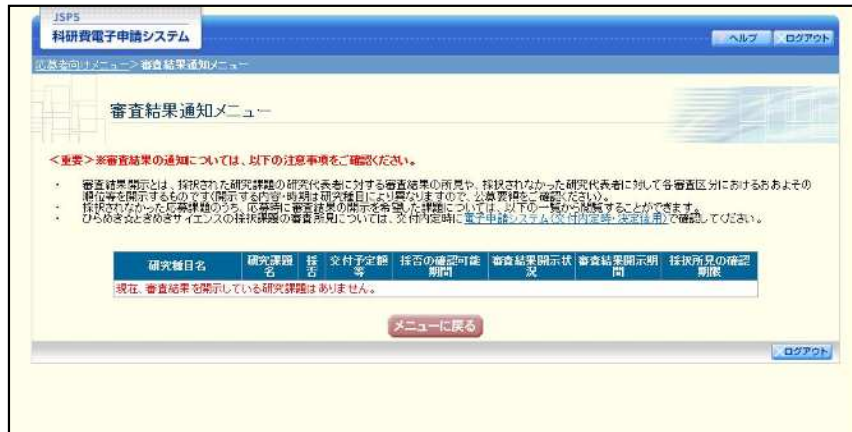 JSPS
科研費電子申請システム
ヘルプ
ログアウト
応募者向けメニュー>審査結果通知メニュー
審査結果通知メニュー
<重要>※審査結果の通知については、以下の注意事項をご確認ください。
・ 審査結果開示とは、採択された研究課題の研究代表者に対する審査結果の所見や、採択されなかった研究代表者に対して各審査区分におけるおおよその
順位等を開示するものです(開示する内容・時期は研究種目により異なりますので、公募要領をご確認ください)。
・ 採択されなかった応募課題のうち、応募時に審査結果の開示を希望した課題については、以下の一覧から閲覧することができます。
・ ひらめき☆ときめきサイエンスの採択課題の審査所見については、交付内定時に電子申請システム(交付内定時・決定後用)で確認してください。
研究種目名 研究課題名 採否 交付予定額等 採否の確認可能期間 審査結果開示状況 審査結果開示期間 採択所見の確認期限
現在、審査結果を開示している研究課題はありません。
メニューに戻る
ログアウト